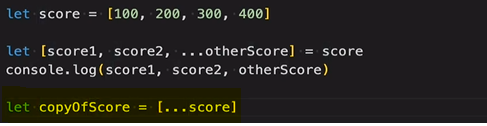 let score = [100, 200, 300, 400]
let [score1, score2, ...otherScore] = score
console.log(score1, score2, otherScore)
let copyOfScore = [...score]